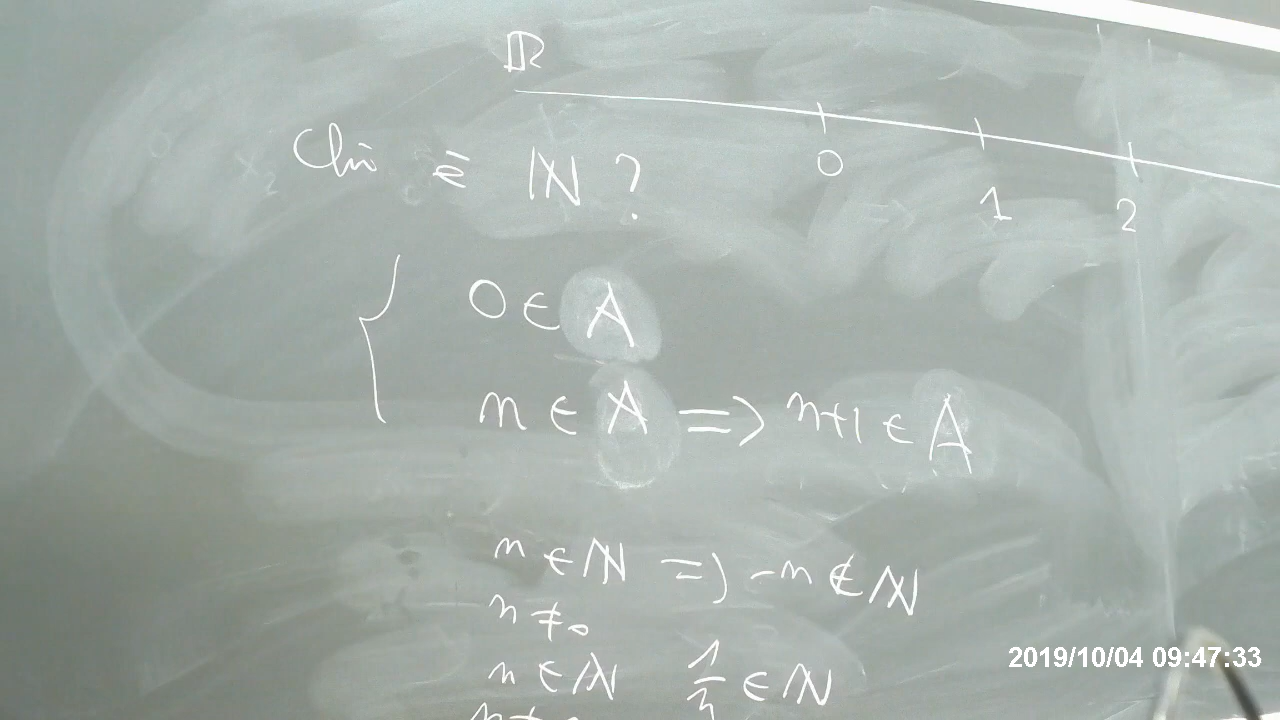 ℝ
0 1 2
Chi è ℕ ?
0 ∈ A
n ∈ A => n+1 ∈ A
n ∈ ℕ => -n ∉ ℕ
n ≠ 0
n ∈ ℕ 1/n ∈ ℕ
2019/10/04 09:47:33